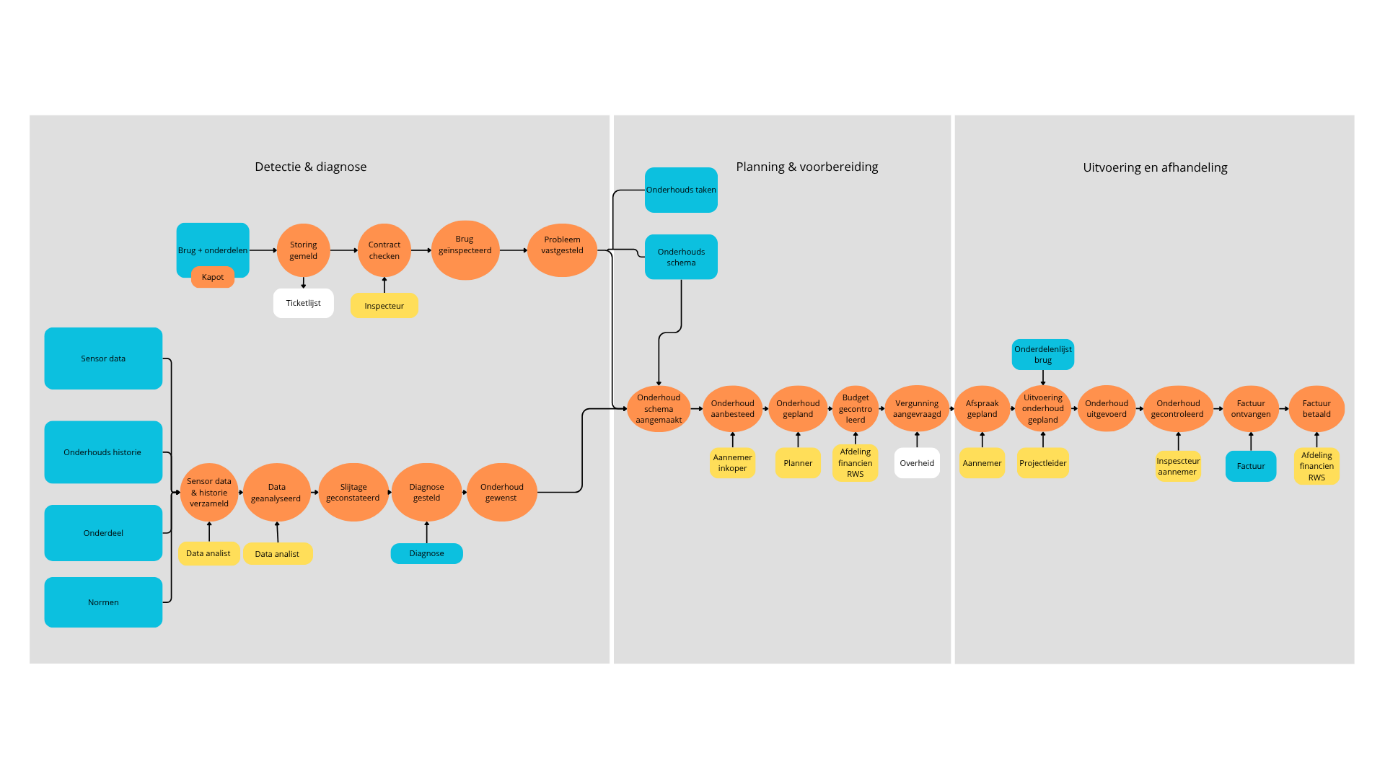 Detectie & diagnose
Planning & voorbereiding
Uitvoering en afhandeling
Brug + onderdelen
Kapot
Storing
gemeld
Ticketlijst
Contract
checken
Inspecteur
Brug
geïnspecteerd
Probleem
vastgesteld
Onderhouds taken
Onderhouds
schema
Sensor data
Onderhouds historie
Onderdeel
Normen
Sensor data
& historie
verzameld
Data analist
Data
geanalyseerd
Data analist
Slijtage
geconstateerd
Diagnose
gesteld
Diagnose
Onderhoud
gewenst
Onderhoud
schema
aangemaakt
Onderhoud
aanbesteed
Aannemer
inkoper
Onderhoud
gepland
Planner
Budget
gecontro
leerd
Afdeling
financien
RWS
Vergunning
aangevraagd
Overheid
Afspraak
gepland
Aannemer
Onderdelenlijst
brug
Uitvoering
onderhoud
gepland
Projectleider
Onderhoud
uitgevoerd
Onderhoud
gecontroleerd
Inspescteur
aannemer
Factuur
ontvangen
Factuur
Factuur
betaald
Afdeling
financien
RWS